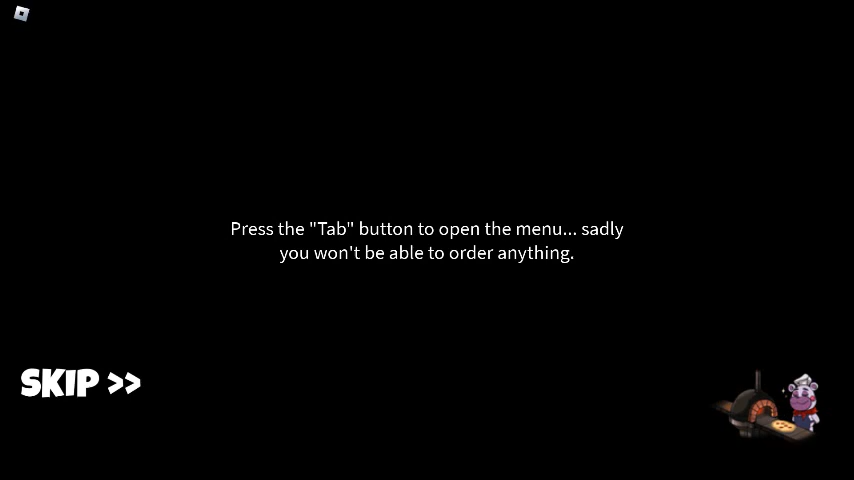 Press the "Tab" button to open the menu... sadly
you won't be able to order anything.
SKIP >>